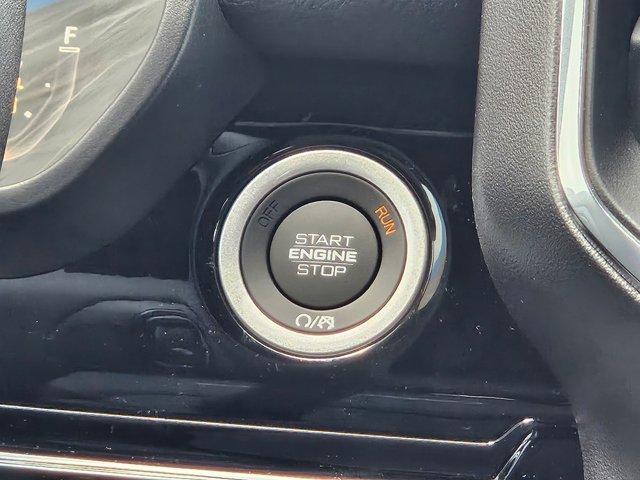 F
OFF
RUN
START
ENGINE
STOP